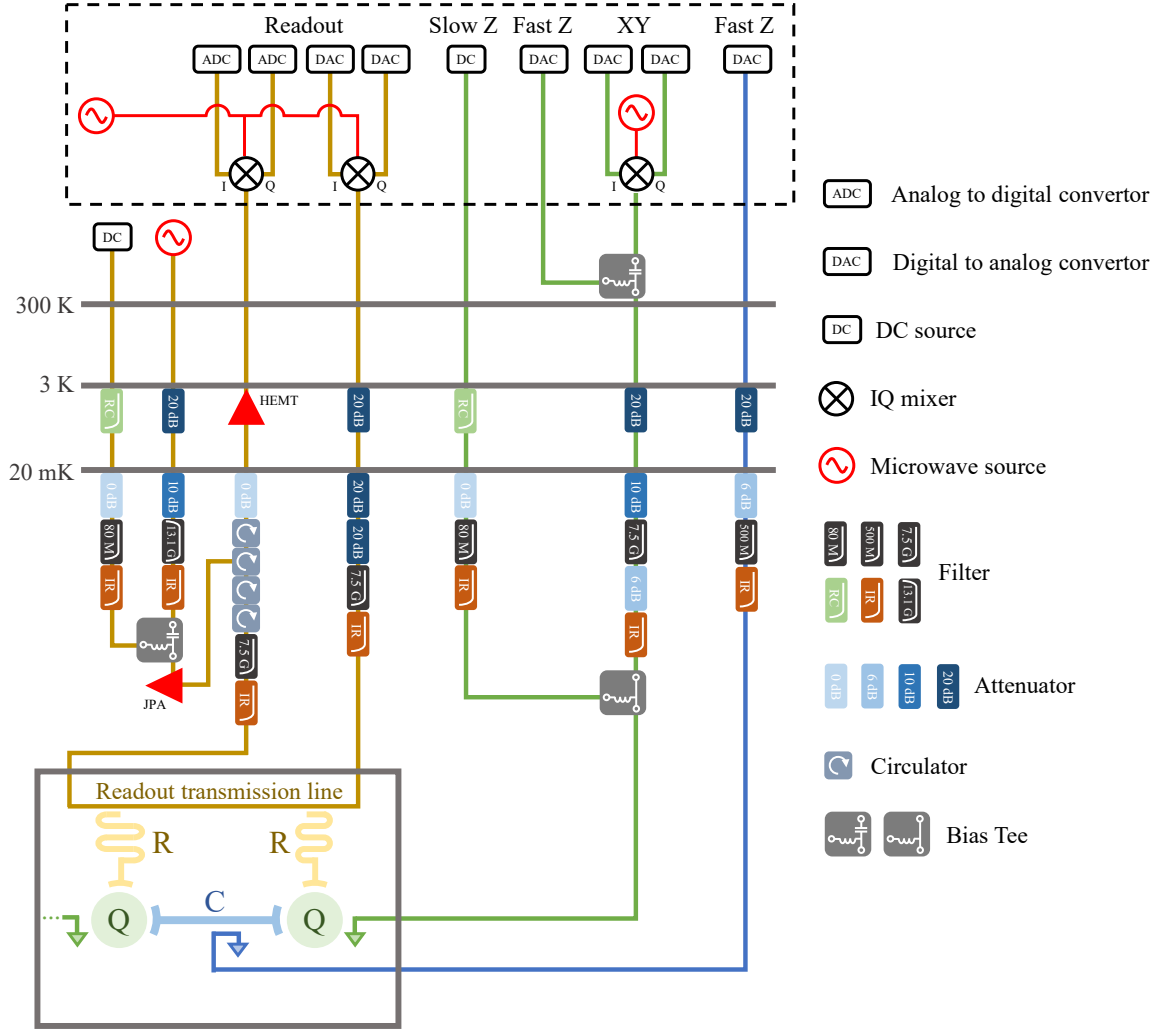 Readout Slow Z Fast Z XY Fast Z
ADC ADC DAC DAC DC DAC DAC DAC DAC
I Q I Q I Q
DC
300 K
3 K
RC 20 dB HEMT 20 dB RC 20 dB 20 dB
20 mK
0 dB 10 dB 0 dB 20 dB 0 dB 10 dB 6 dB
80 M 13.1 G 20 dB 80 M 7.5 G 500 M
IR IR 7.5 G IR 6 dB IR
7.5 G IR IR
JPA IR
Readout transmission line
R R
C
Q Q
ADC Analog to digital convertor
DAC Digital to analog convertor
DC DC source
IQ mixer
Microwave source
80 M 500 M 7.5 G
Filter
RC IR 13.1 G
0 dB 6 dB 10 dB 20 dB Attenuator
Circulator
Bias Tee